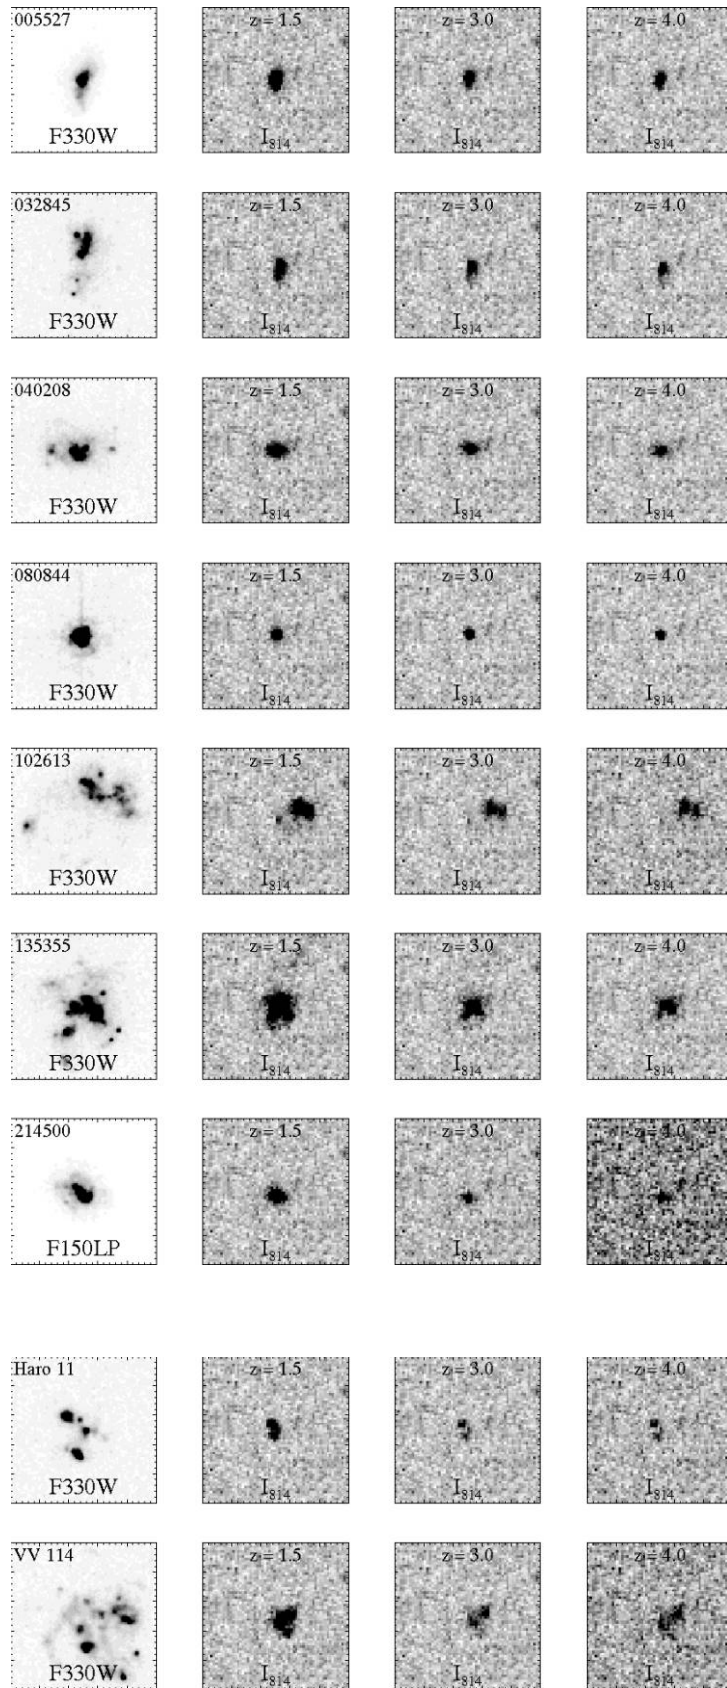 005527 z = 1.5 z = 3.0 z = 4.0
F330W I814 I814 I814
032845 z = 1.5 z = 3.0 z = 4.0
F330W I814 I814 I814
040208 z = 1.5 z = 3.0 z = 4.0
F330W I814 I814 I814
080844 z = 1.5 z = 3.0 z = 4.0
F330W I814 I814 I814
102613 z = 1.5 z = 3.0 z = 4.0
F330W I814 I814 I814
135355 z = 1.5 z = 3.0 z = 4.0
F330W I814 I814 I814
214500 z = 1.5 z = 3.0 z = 4.0
F150LP I814 I814 I814
Haro 11 z = 1.5 z = 3.0 z = 4.0
F330W I814 I814 I814
VV 114 z = 1.5 z = 3.0 z = 4.0
F330W I814 I814 I814